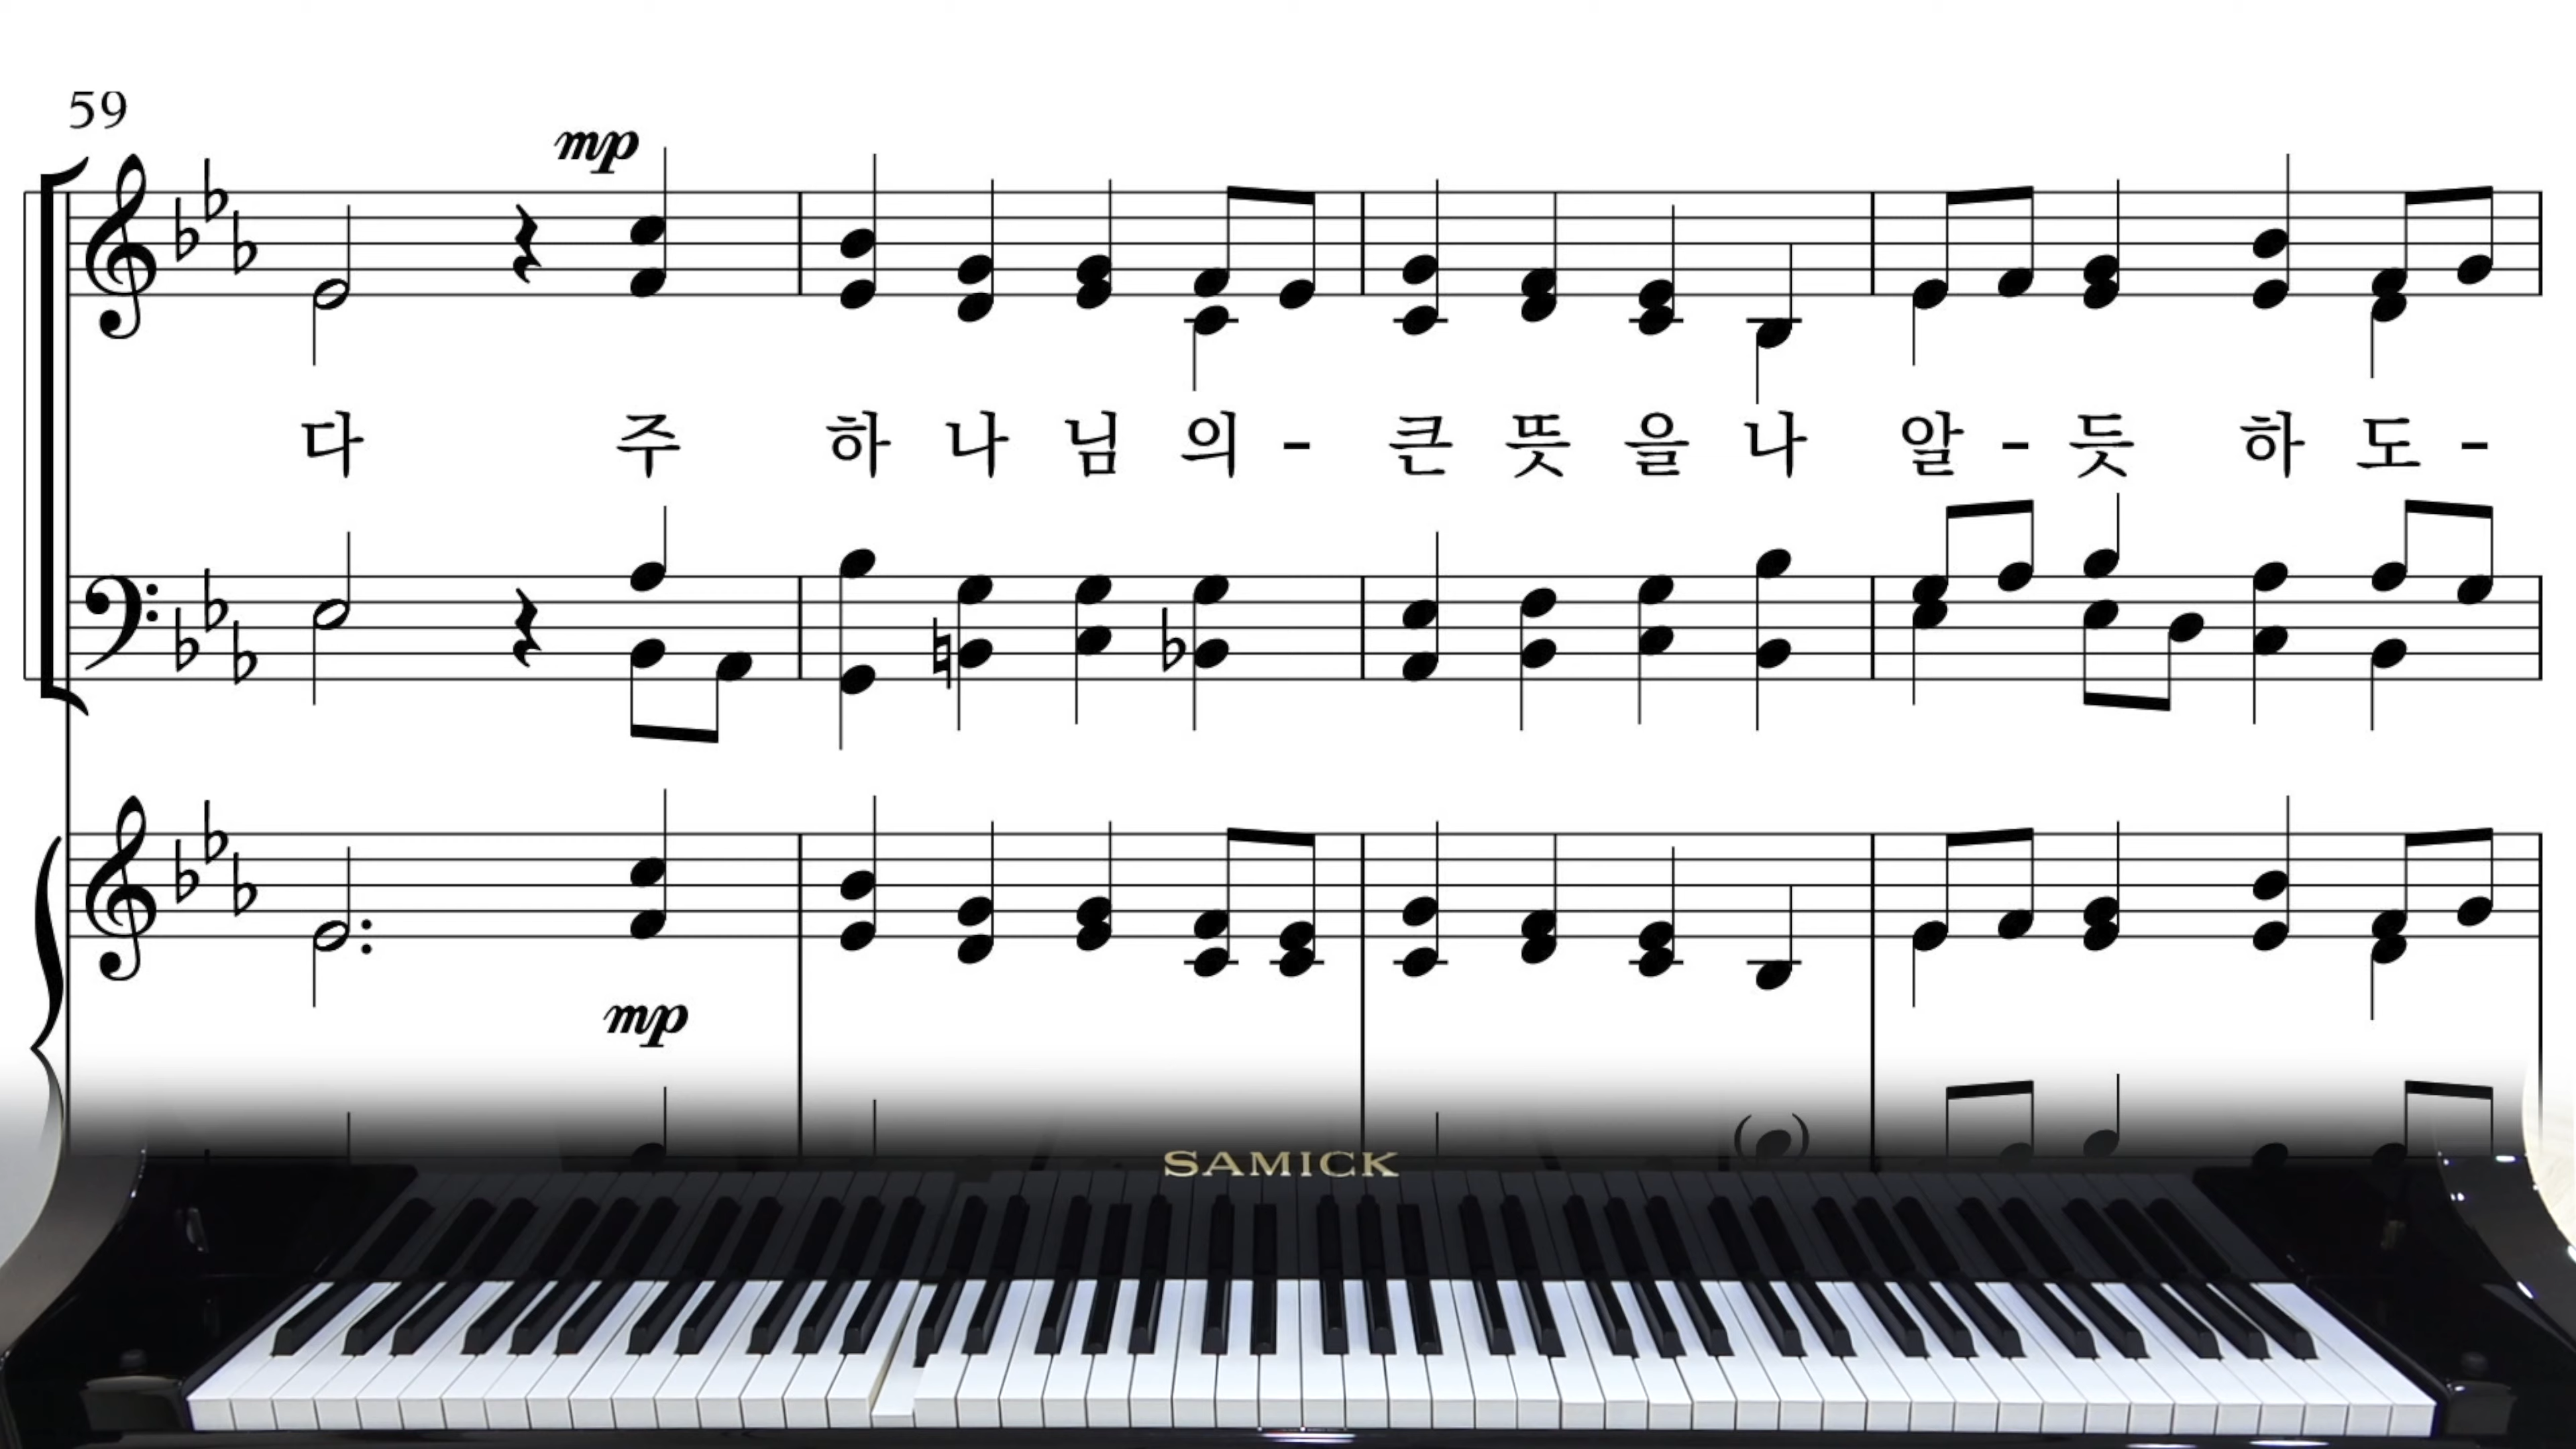 59
mp
다 주 하 나 님 의 - 큰 뜻 을 나 알 - 듯 하 도 -
mp
SAMICK